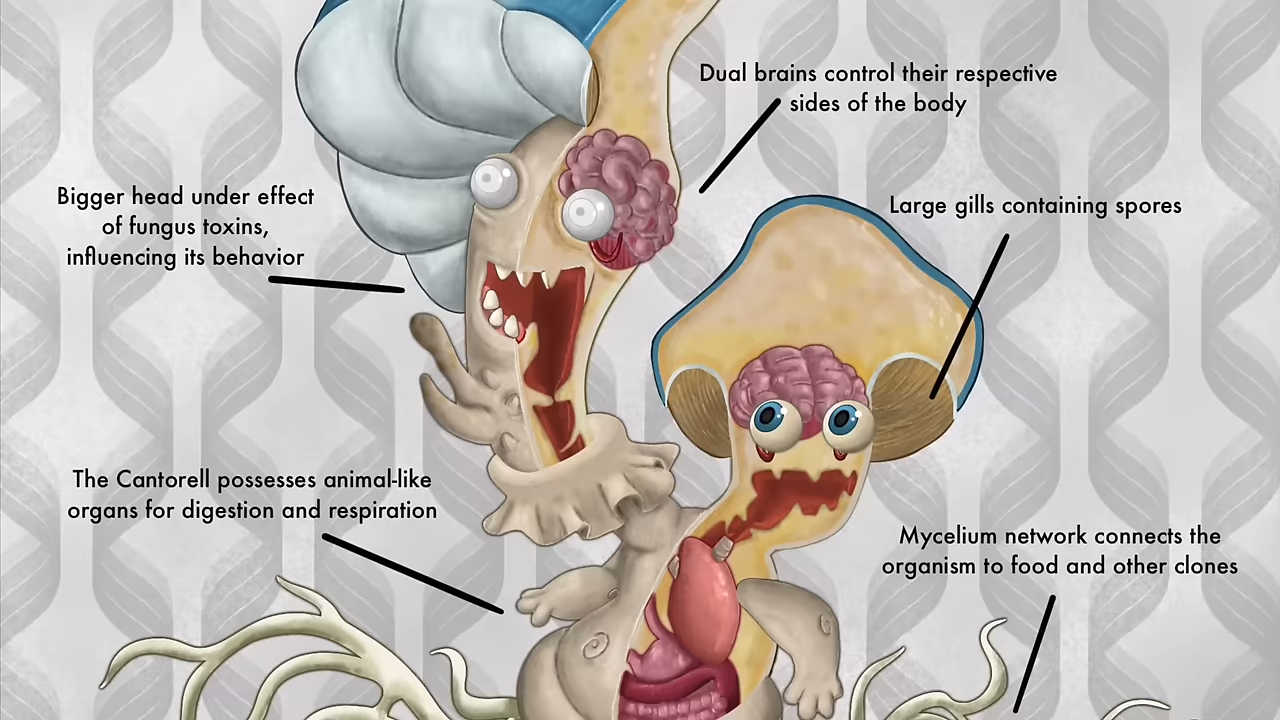 Dual brains control their respective
sides of the body
Bigger head under effect
of fungus toxins,
influencing its behavior
Large gills containing spores
The Cantorell possesses animal-like
organs for digestion and respiration
Mycelium network connects the
organism to food and other clones